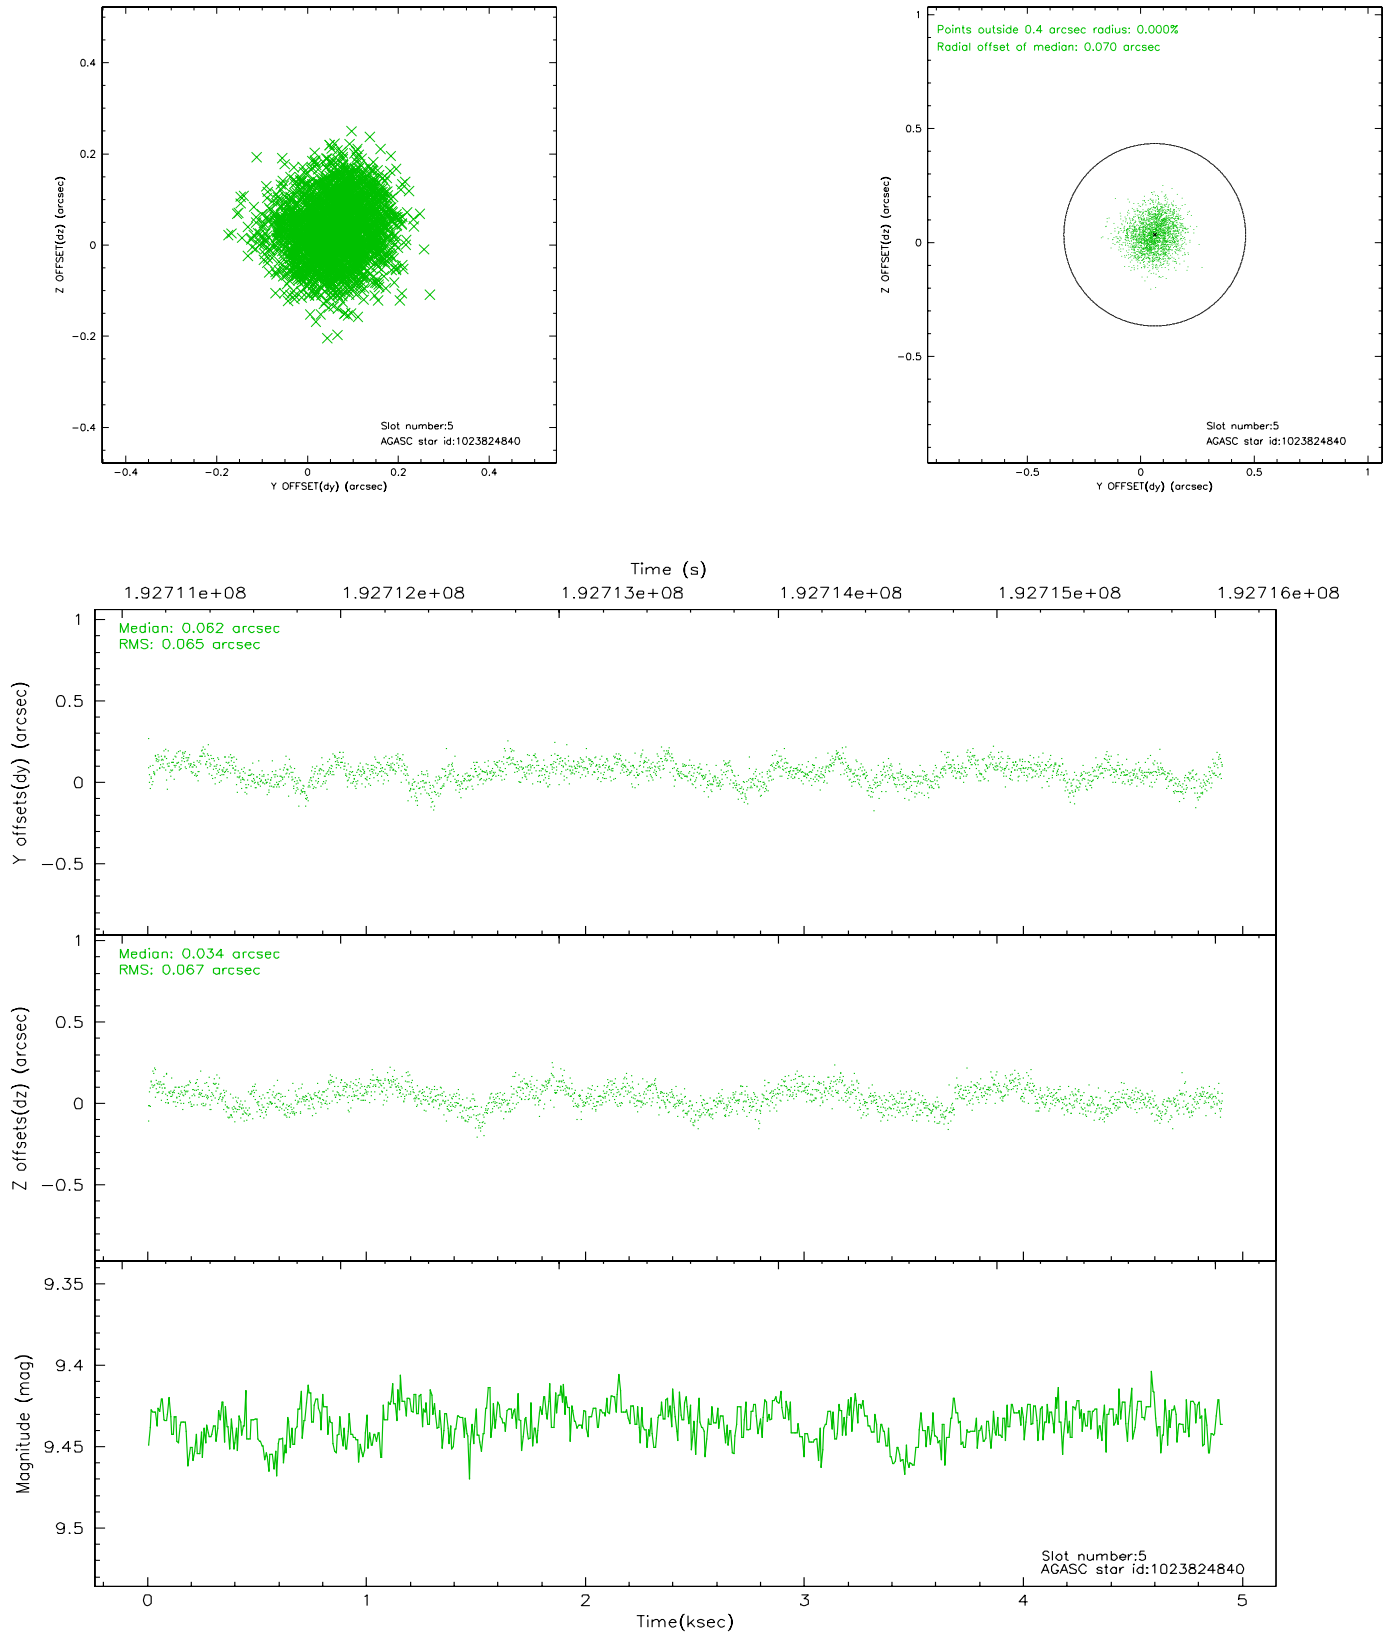 0.4
0.2
0
−0.2
−0.4
Z OFFSET(dz) (arcsec)
Slot number:5
AGASC star id:1023824840
−0.4 −0.2 0 0.2 0.4
Y OFFSET(dy) (arcsec)
Points outside 0.4 arcsec radius: 0.000%
Radial offset of median: 0.070 arcsec
1
0.5
0
−0.5
Z OFFSET(dz) (arcsec)
Slot number:5
AGASC star id:1023824840
−0.5 0 0.5 1
Y OFFSET(dy) (arcsec)
Time (s)
1.92711e+08 1.92712e+08 1.92713e+08 1.92714e+08 1.92715e+08 1.92716e+08
Median: 0.062 arcsec
RMS: 0.065 arcsec
1
0.5
0
−0.5
Y offsets(dy) (arcsec)
Median: 0.034 arcsec
RMS: 0.067 arcsec
1
0.5
0
−0.5
Z offsets(dz) (arcsec)
9.35
9.4
9.45
9.5
Magnitude (mag)
Slot number:5
AGASC star id:1023824840
0 1 2 3 4 5
Time(ksec)